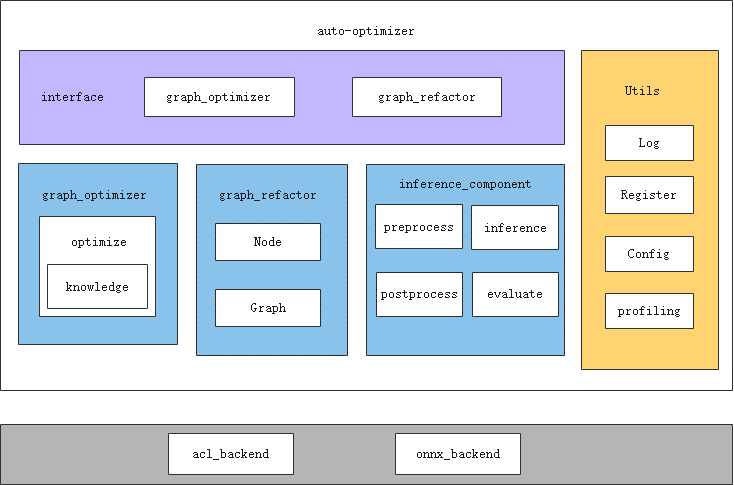 auto-optimizer
interface
graph_optimizer
graph_refactor
Utils
Log
Register
Config
profiling
graph_optimizer
optimize
knowledge
graph_refactor
Node
Graph
inference_component
preprocess
inference
postprocess
evaluate
acl_backend
onnx_backend